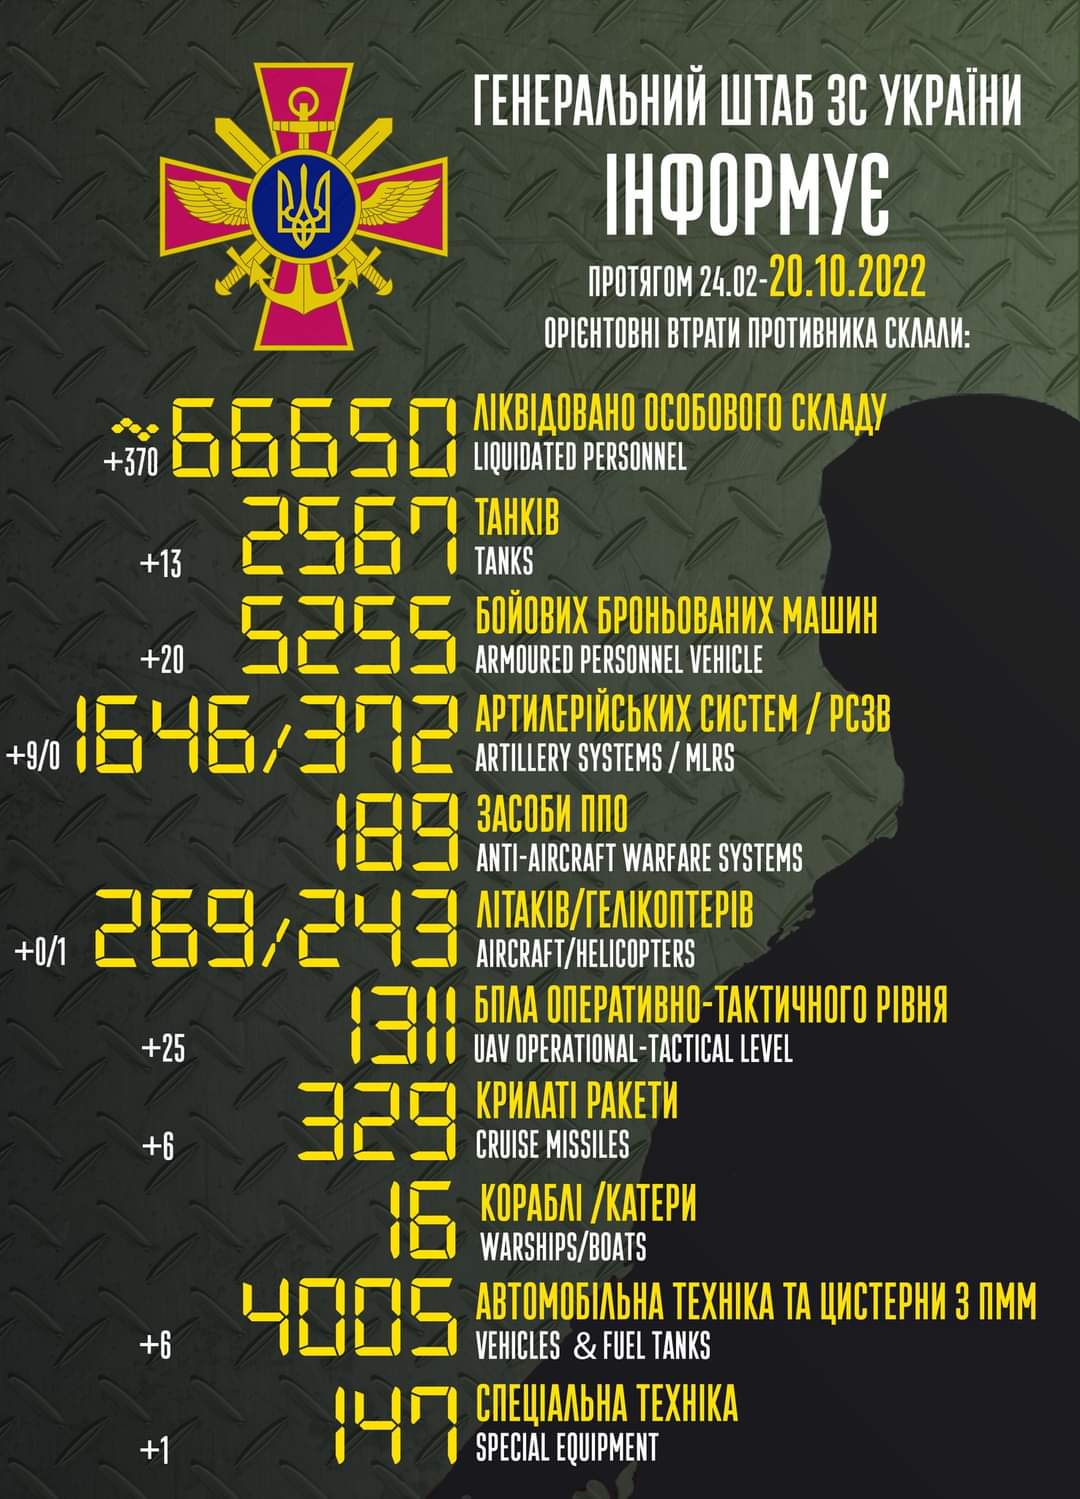 ГЕНЕРАЛЬНИЙ ШТАБ ЗС УКРАЇНИ
ІНФОРМУЄ
ПРОТЯГОМ 24.02-20.10.2022
ОРІЄНТОВНІ ВТРАТИ ПРОТИВНИКА СКЛАЛИ:
~66650 ЛІКВІДОВАНО ОСОБОВОГО СКЛАДУ
+370 LIQUIDATED PERSONNEL
2567 ТАНКІВ
+13 TANKS
5255 БОЙОВИХ БРОНЬОВАНИХ МАШИН
+20 ARMOURED PERSONNEL VEHICLE
1646/372 АРТИЛЕРІЙСЬКИХ СИСТЕМ / РСЗВ
+9/0 ARTILLERY SYSTEMS / MLRS
189 ЗАСОБИ ППО
ANTI-AIRCRAFT WARFARE SYSTEMS
269/243 ЛІТАКІВ/ГЕЛІКОПТЕРІВ
+0/1 AIRCRAFT/HELICOPTERS
1311 БПЛА ОПЕРАТИВНО-ТАКТИЧНОГО РІВНЯ
+25 UAV OPERATIONAL-TACTICAL LEVEL
329 КРИЛАТІ РАКЕТИ
+6 CRUISE MISSILES
16 КОРАБЛІ /КАТЕРИ
WARSHIPS/BOATS
4005 АВТОМОБІЛЬНА ТЕХНІКА ТА ЦИСТЕРНИ З ПММ
+6 VEHICLES & FUEL TANKS
147 СПЕЦІАЛЬНА ТЕХНІКА
+1 SPECIAL EQUIPMENT